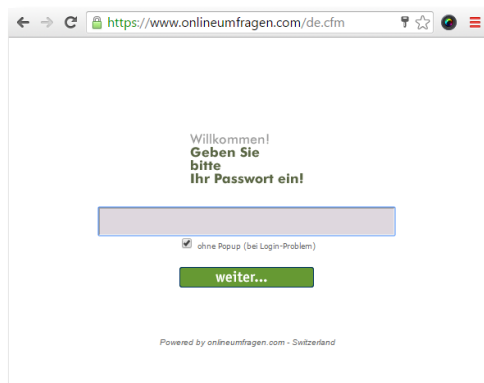 https://www.onlineumfragen.com/de.cfm
Willkommen!
Geben Sie
bitte
Ihr Passwort ein!
ohne Popup (bei Login-Problem)
weiter...
Powered by onlineumfragen.com - Switzerland